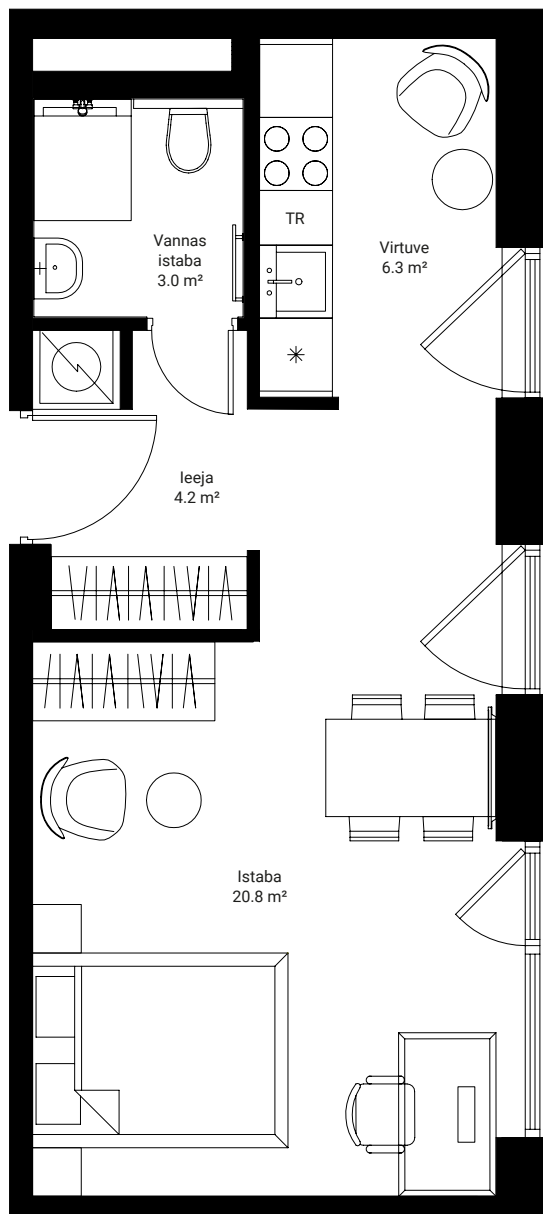 Vannas
istaba
3.0 m²
TR
Virtuve
6.3 m²
Ieeja
4.2 m²
Istaba
20.8 m²